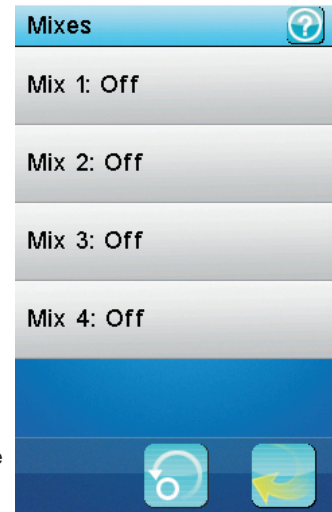 Mixes
?
Mix 1: Off
Mix 2: Off
Mix 3: Off
Mix 4: Off
e